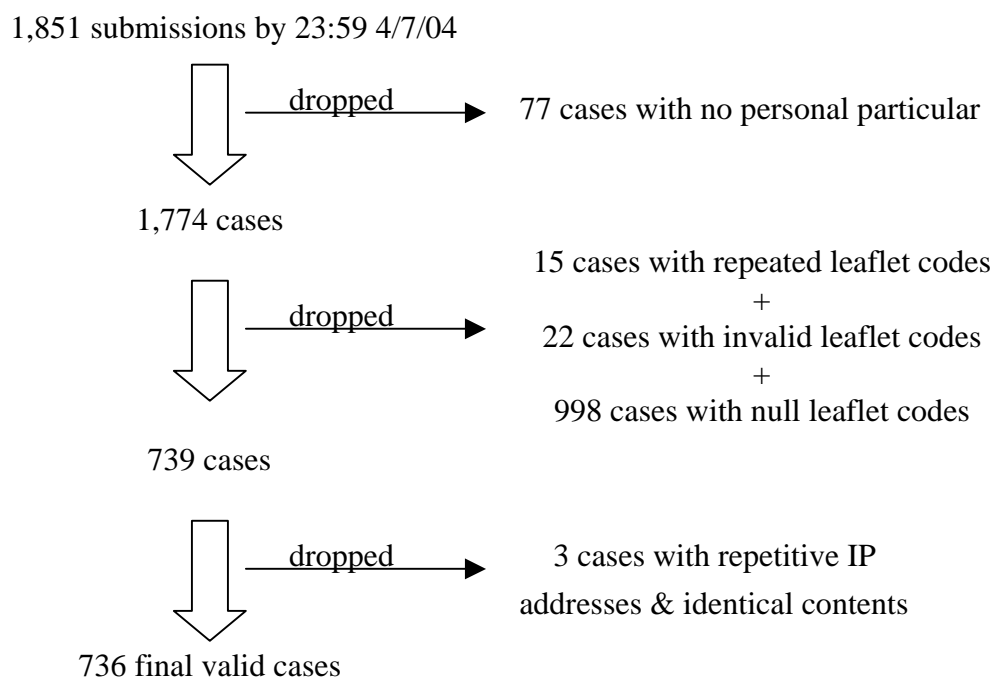 1,851 submissions by 23:59 4/7/04
dropped
77 cases with no personal particular
1,774 cases
15 cases with repeated leaflet codes
+
dropped
22 cases with invalid leaflet codes
+
998 cases with null leaflet codes
739 cases
dropped
3 cases with repetitive IP
addresses & identical contents
736 final valid cases